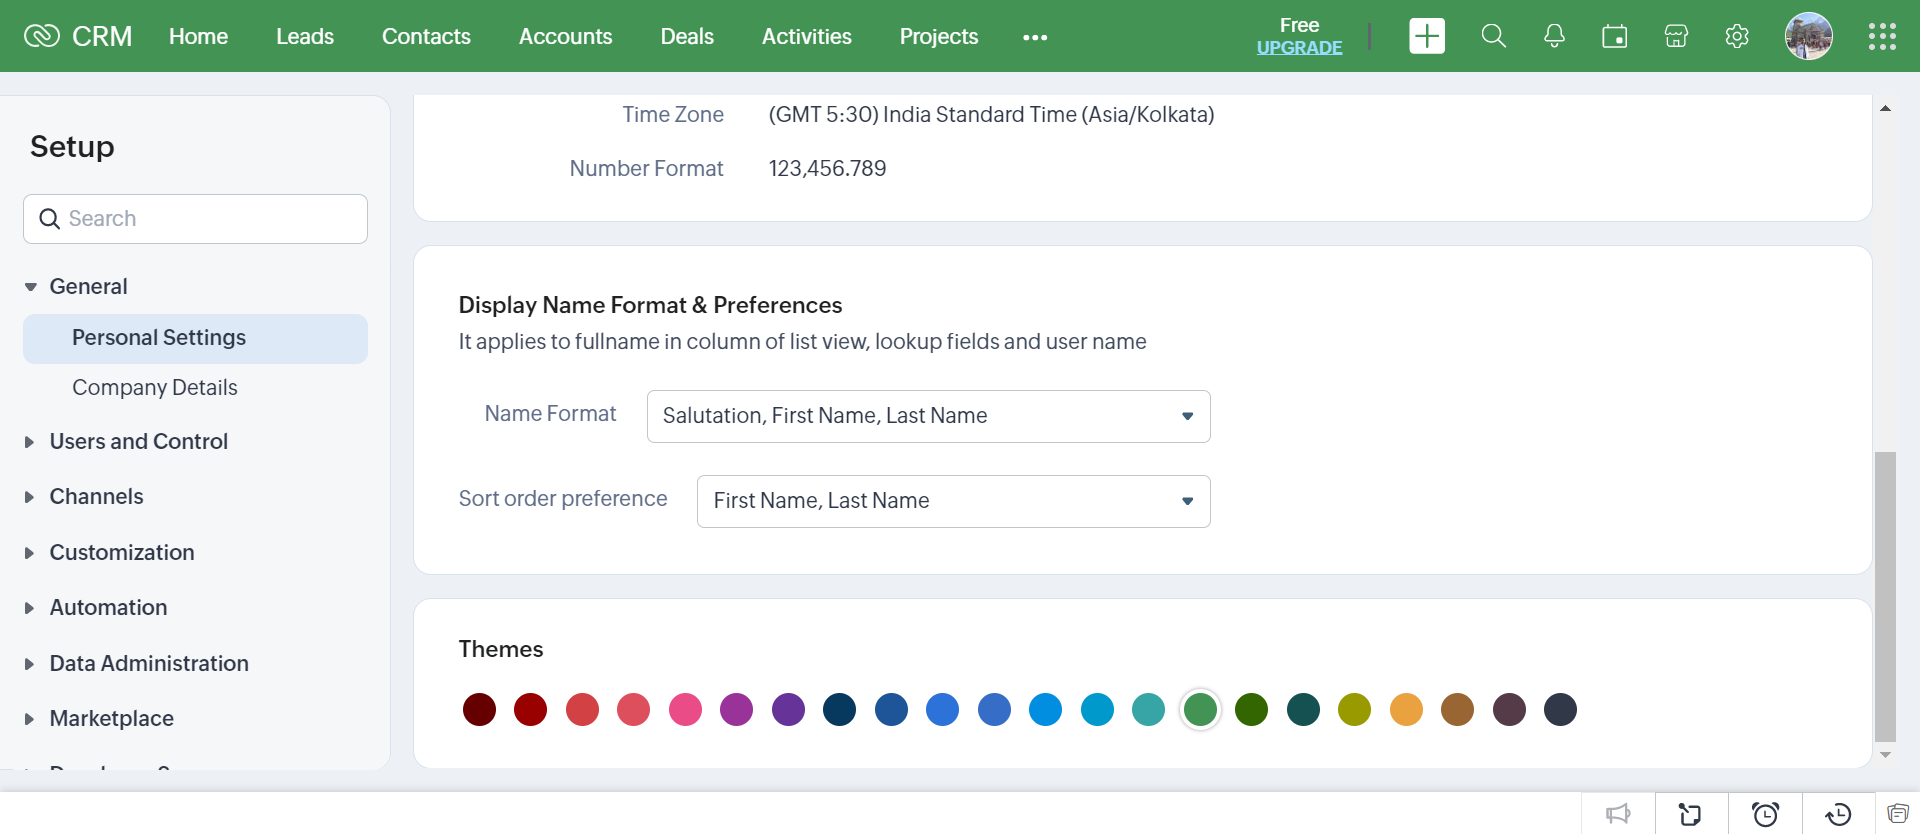 CRM Home Leads Contacts Accounts Deals Activities Projects
Free
UPGRADE
Setup
Search
General
Personal Settings
Company Details
Users and Control
Channels
Customization
Automation
Data Administration
Marketplace
Time Zone (GMT 5:30) India Standard Time (Asia/Kolkata)
Number Format 123,456.789
Display Name Format & Preferences
It applies to fullname in column of list view, lookup fields and user name
Name Format Salutation, First Name, Last Name
Sort order preference First Name, Last Name
Themes